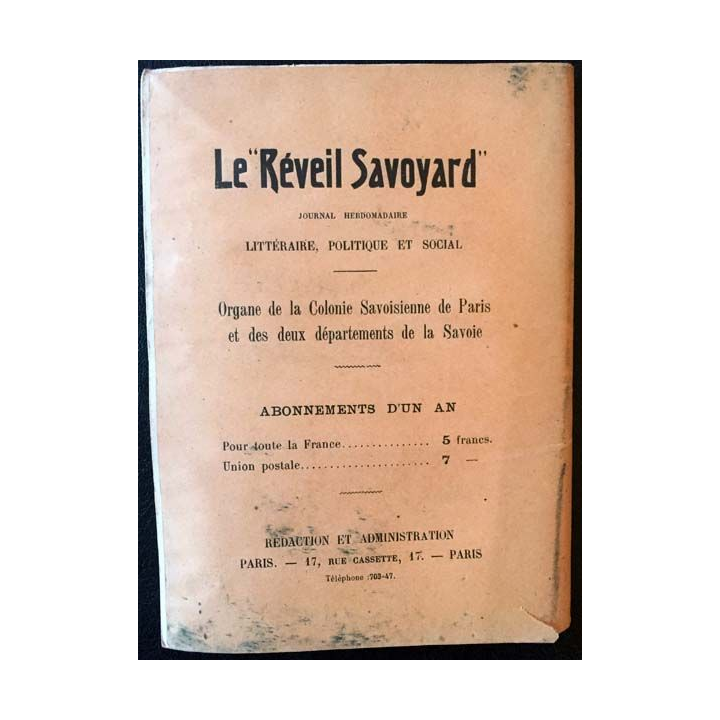 Le "Réveil Savoyard"
JOURNAL HEBDOMADAIRE
LITTÉRAIRE, POLITIQUE ET SOCIAL
Organe de la Colonie Savoisienne de Paris
et des deux départements de la Savoie
ABONNEMENTS D'UN AN
Pour toute la France............... 5 francs.
Union postale...................... 7 —
RÉDACTION ET ADMINISTRATION
PARIS. — 17, RUE CASSETTE, 17. — PARIS
Téléphone :703-47.